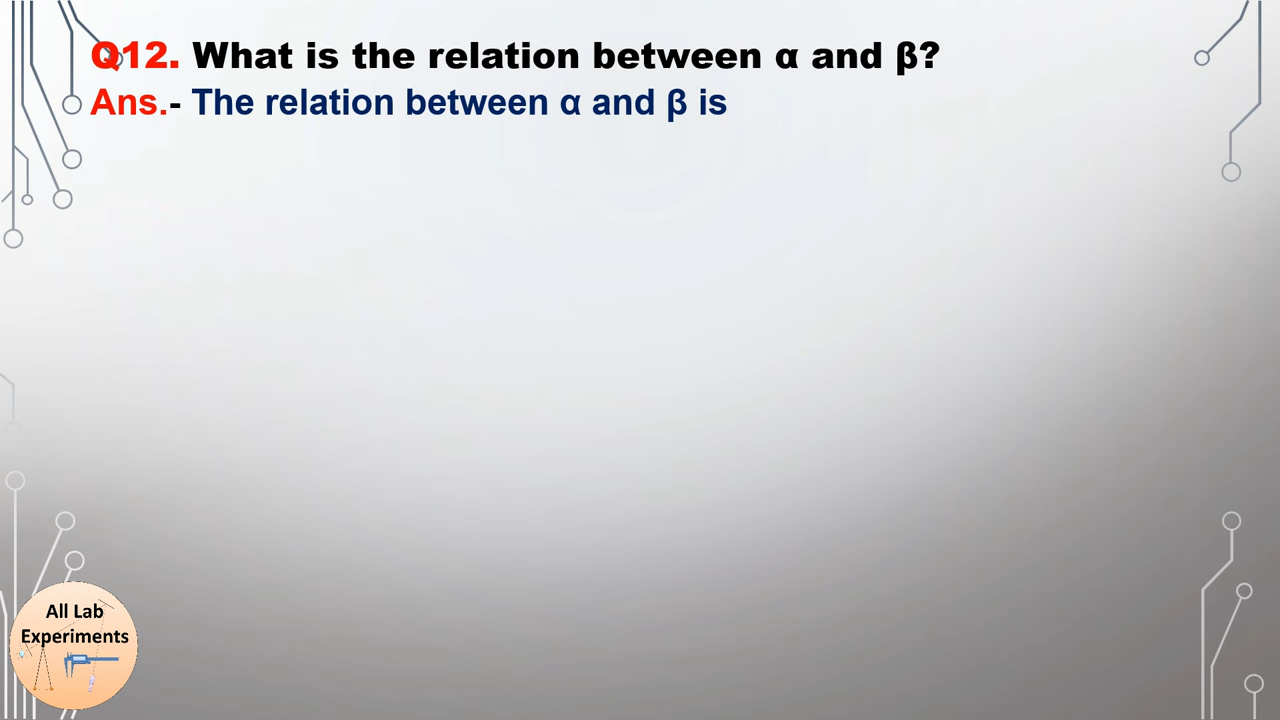 Q12. What is the relation between α and β?
Ans.- The relation between α and β is
All Lab
Experiments